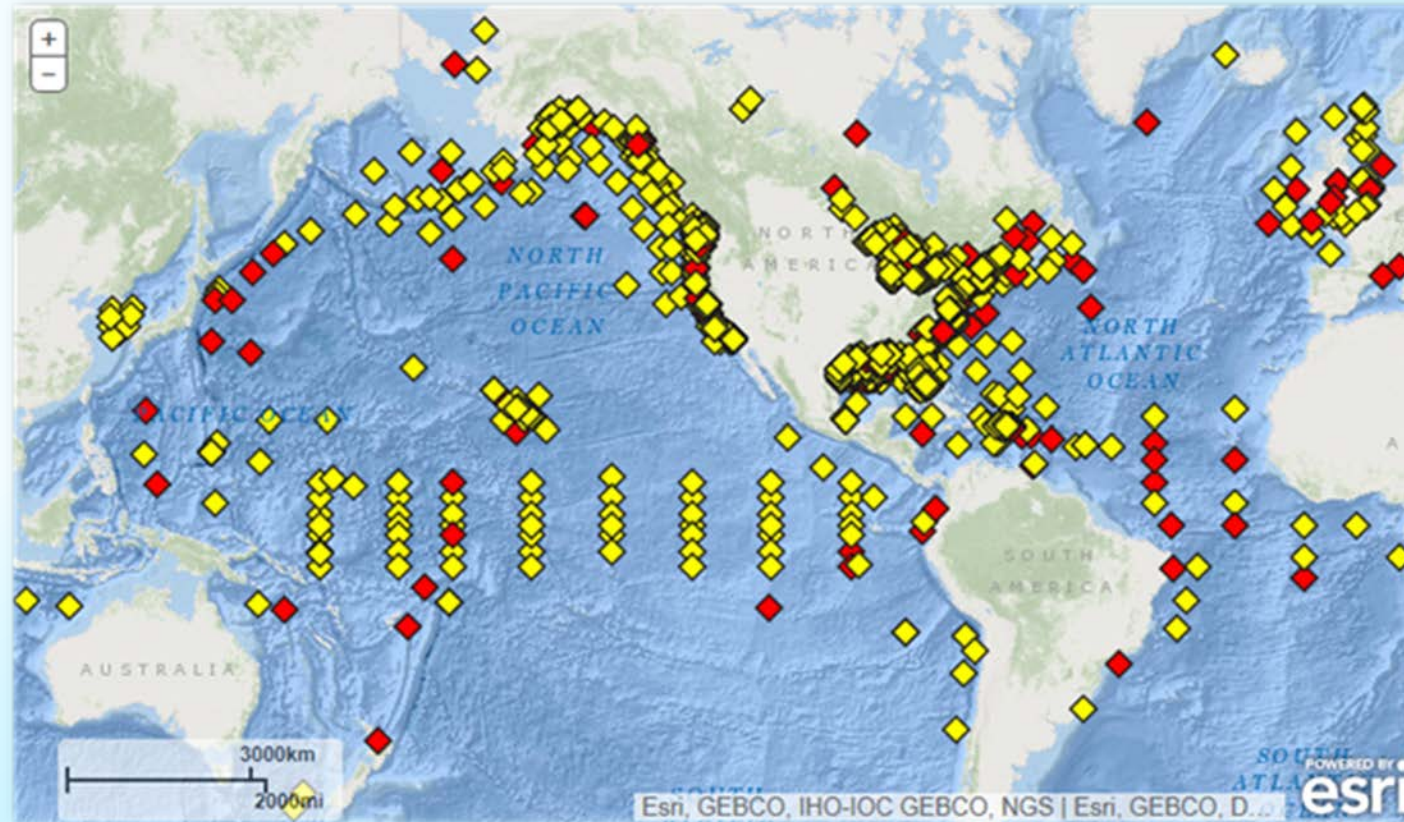 +
−
NORTH
AMERICA
NORTH
PACIFIC
OCEAN
NORTH
ATLANTIC
OCEAN
PACIFIC OCEAN
A
SOUTH
AMERICA
AUSTRALIA
3000km
2000mi
SOUTH
SOUTH
Esri, GEBCO, IHO-IOC GEBCO, NGS | Esri, GEBCO, D...
POWERED BY
esri